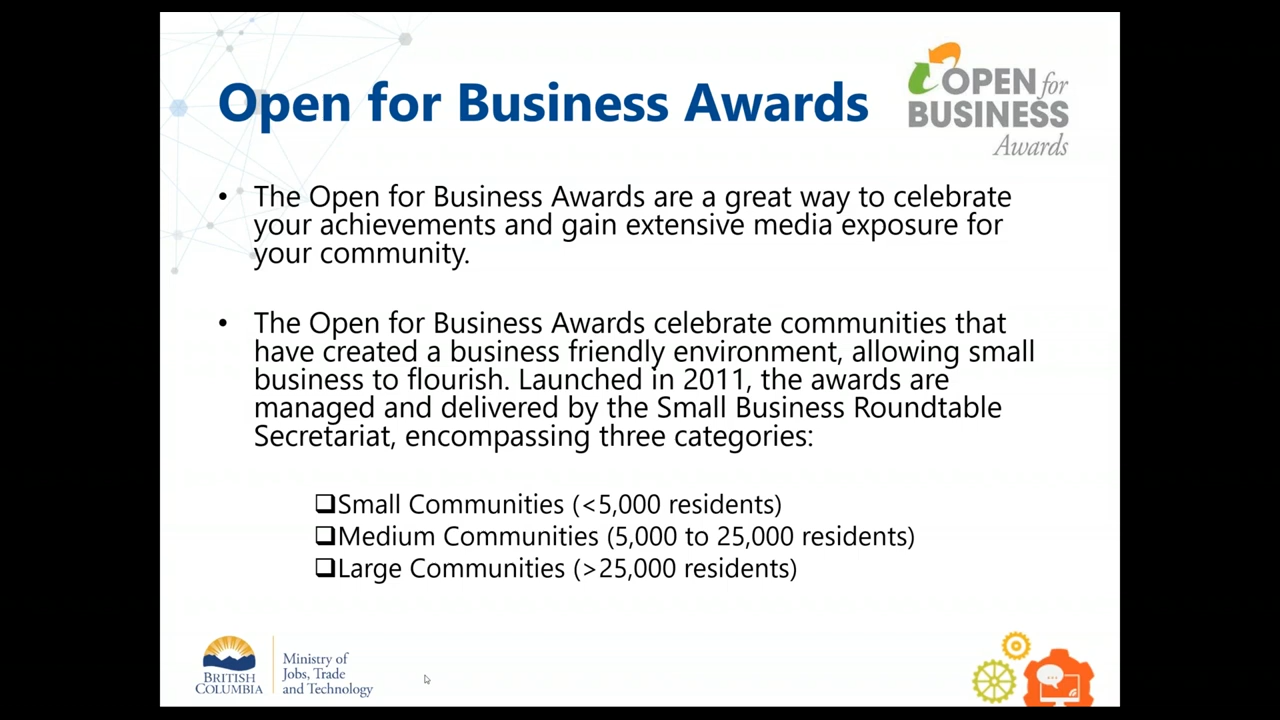 Open for Business Awards
OPEN for
BUSINESS
Awards
• The Open for Business Awards are a great way to celebrate
your achievements and gain extensive media exposure for
your community.
• The Open for Business Awards celebrate communities that
have created a business friendly environment, allowing small
business to flourish. Launched in 2011, the awards are
managed and delivered by the Small Business Roundtable
Secretariat, encompassing three categories:
❑Small Communities (<5,000 residents)
❑Medium Communities (5,000 to 25,000 residents)
❑Large Communities (>25,000 residents)
BRITISH
COLUMBIA
Ministry of
Jobs, Trade
and Technology